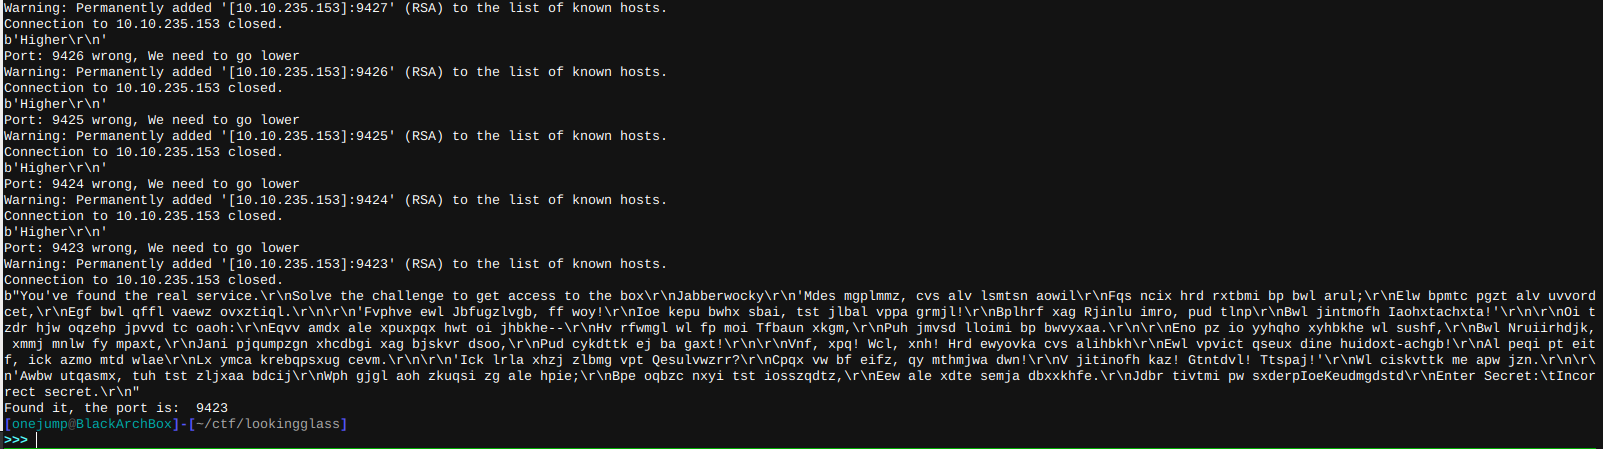 Warning: Permanently added '[10.10.235.153]:9427' (RSA) to the list of known hosts.
Connection to 10.10.235.153 closed.
b'Higher\r\n'
Port: 9426 wrong, We need to go lower
Warning: Permanently added '[10.10.235.153]:9426' (RSA) to the list of known hosts.
Connection to 10.10.235.153 closed.
b'Higher\r\n'
Port: 9425 wrong, We need to go lower
Warning: Permanently added '[10.10.235.153]:9425' (RSA) to the list of known hosts.
Connection to 10.10.235.153 closed.
b'Higher\r\n'
Port: 9424 wrong, We need to go lower
Warning: Permanently added '[10.10.235.153]:9424' (RSA) to the list of known hosts.
Connection to 10.10.235.153 closed.
b'Higher\r\n'
Port: 9423 wrong, We need to go lower
Warning: Permanently added '[10.10.235.153]:9423' (RSA) to the list of known hosts.
Connection to 10.10.235.153 closed.
b"You've found the real service.\r\nSolve the challenge to get access to the box\r\nJabberwocky\r\n'Mdes mgplmmz, cvs alv lsmtsn aowil\r\nFqs ncix hrd rxtbmi bp bwl arul;\r\nElw bpmtc pgzt alv uvvord
cet,\r\nEgf bwl qffl vaewz ovxztiql.\r\n\r\n'Fvphve ewl Jbfugzlvgb, ff woy!\r\nIoe kepu bwhx sbai, tst jlbal vppa grmjl!\r\nBplhrf xag Rjinlu imro, pud tlnp\r\nBwl jintmofh Iaohxtachxta!'\r\n\r\nOi t
zdr hjw oqzehp jpvvd tc oaoh:\r\nEqvv amdx ale xpuxpqx hwt oi jhbkhe--\r\nHv rfwmgl wl fp moi Tfbaun xkgm,\r\nPuh jmvsd lloimi bp bwvyxaa.\r\n\r\nEno pz io yyhqho xyhbkhe wl sushf,\r\nBwl Nruiirhdjk,
 xmmj mnlw fy mpaxt,\r\nJani pjqumpzgn xhcdbgi xag bjskvr dsoo,\r\nPud cykdttk ej ba gaxt!\r\n\r\nVnf, xpq! Wcl, xnh! Hrd ewyovka cvs alihbkh\r\nEwl vpvict qseux dine huidoxt-achgb!\r\nAl peqi pt eit
f, ick azmo mtd wlae\r\nLx ymca krebqpsxug cevm.\r\n\r\n'Ick lrla xhzj zlbmg vpt Qesulvwzrr?\r\nCpqx vw bf eifz, qy mthmjwa dwn!\r\nV jitinofh kaz! Gtntdvl! Ttspaj!'\r\nWl ciskvttk me apw jzn.\r\n\r\
n'Awbw utqasmx, tuh tst zljxaa bdcij\r\nWph gjgl aoh zkuqsi zg ale hpie;\r\nBpe oqbzc nxyi tst iosszqdtz,\r\nEew ale xdte semja dbxxkhfe.\r\nJdbr tivtmi pw sxderpIoeKeudmgdstd\r\nEnter Secret:\tIncor
rect secret.\r\n"
Found it, the port is:  9423
[onejump@BlackArchBox]-[~/ctf/lookingglass]
>>>